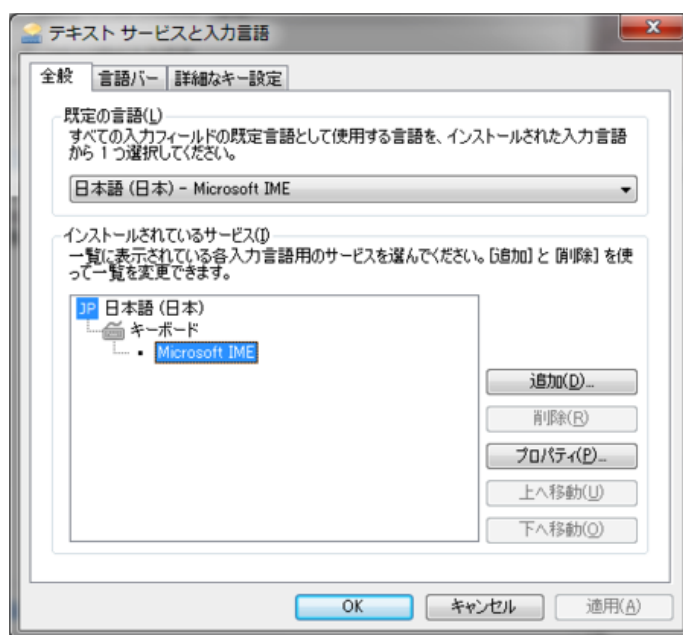 テキスト サービスと入力言語
全般 言語バー 詳細なキー設定
既定の言語(L)
すべての入力フィールドの既定言語として使用する言語を、インストールされた入力言語
から 1 つ選択してください。
日本語 (日本) - Microsoft IME
インストールされているサービス(I)
一覧に表示されている各入力言語用のサービスを選んでください。[追加] と [削除] を使
って一覧を変更できます。
JP 日本語 (日本)
キーボード
• Microsoft IME
追加(D)...
削除(R)
プロパティ(P)...
上へ移動(U)
下へ移動(O)
OK キャンセル 適用(A)